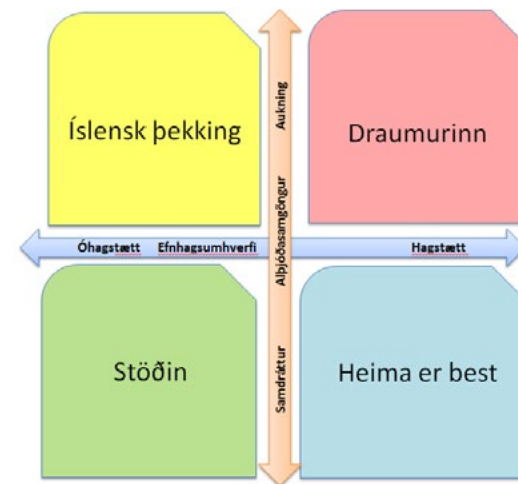 Íslensk þekking
Aukning
Draumurinn
Alþjóðasamgöngur
Óhagstætt
Efnhagsumhverfi
Hagstætt
Stöðin
Samdráttur
Heima er best